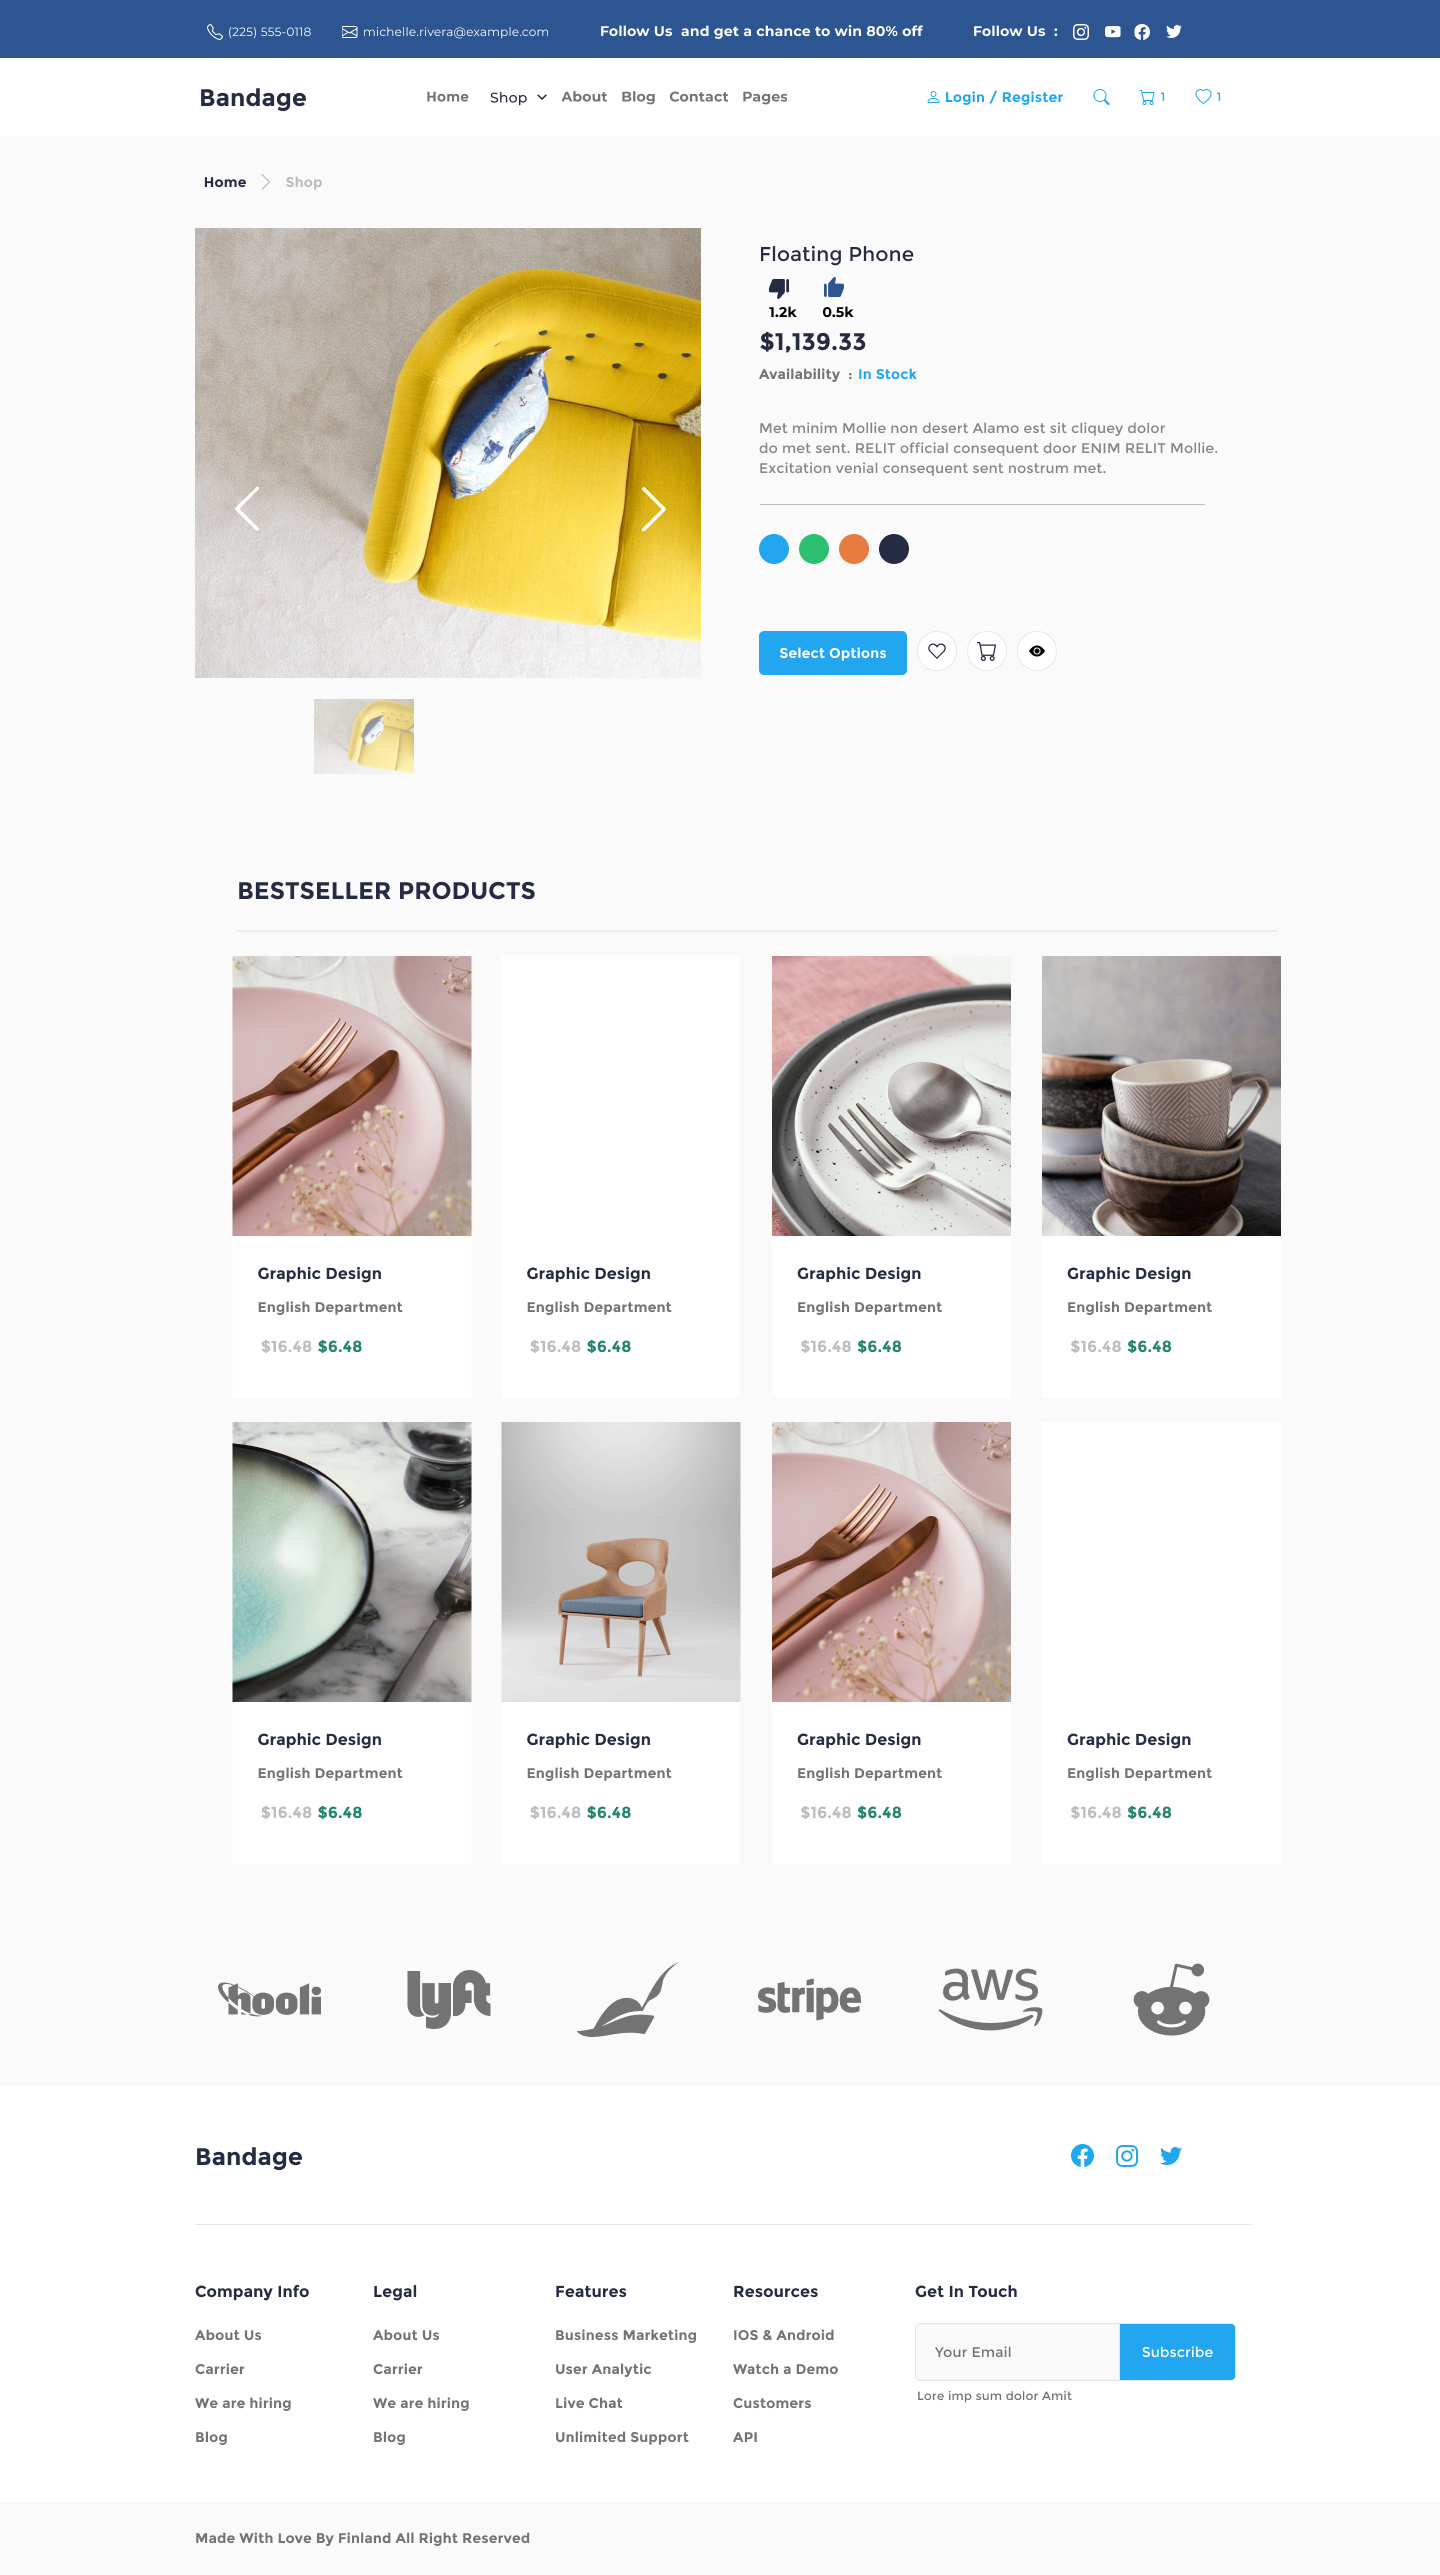 (225) 555-0118 michelle.rivera@example.com Follow Us and get a chance to win 80% off Follow Us :
Bandage Home Shop About Blog Contact Pages Login / Register 1 1
Home Shop
Floating Phone
1.2k 0.5k
$1,139.33
Availability : In Stock
Met minim Mollie non desert Alamo est sit cliquey dolor
do met sent. RELIT official consequent door ENIM RELIT Mollie.
Excitation venial consequent sent nostrum met.
Select Options
BESTSELLER PRODUCTS
Graphic Design Graphic Design Graphic Design Graphic Design
English Department English Department English Department English Department
$16.48 $6.48 $16.48 $6.48 $16.48 $6.48 $16.48 $6.48
Graphic Design Graphic Design Graphic Design Graphic Design
English Department English Department English Department English Department
$16.48 $6.48 $16.48 $6.48 $16.48 $6.48 $16.48 $6.48
hooli lyft stripe aws
Bandage
Company Info Legal Features Resources Get In Touch
About Us About Us Business Marketing IOS & Android
Your Email Subscribe
Carrier Carrier User Analytic Watch a Demo
Lore imp sum dolor Amit
We are hiring We are hiring Live Chat Customers
Blog Blog Unlimited Support API
Made With Love By Finland All Right Reserved